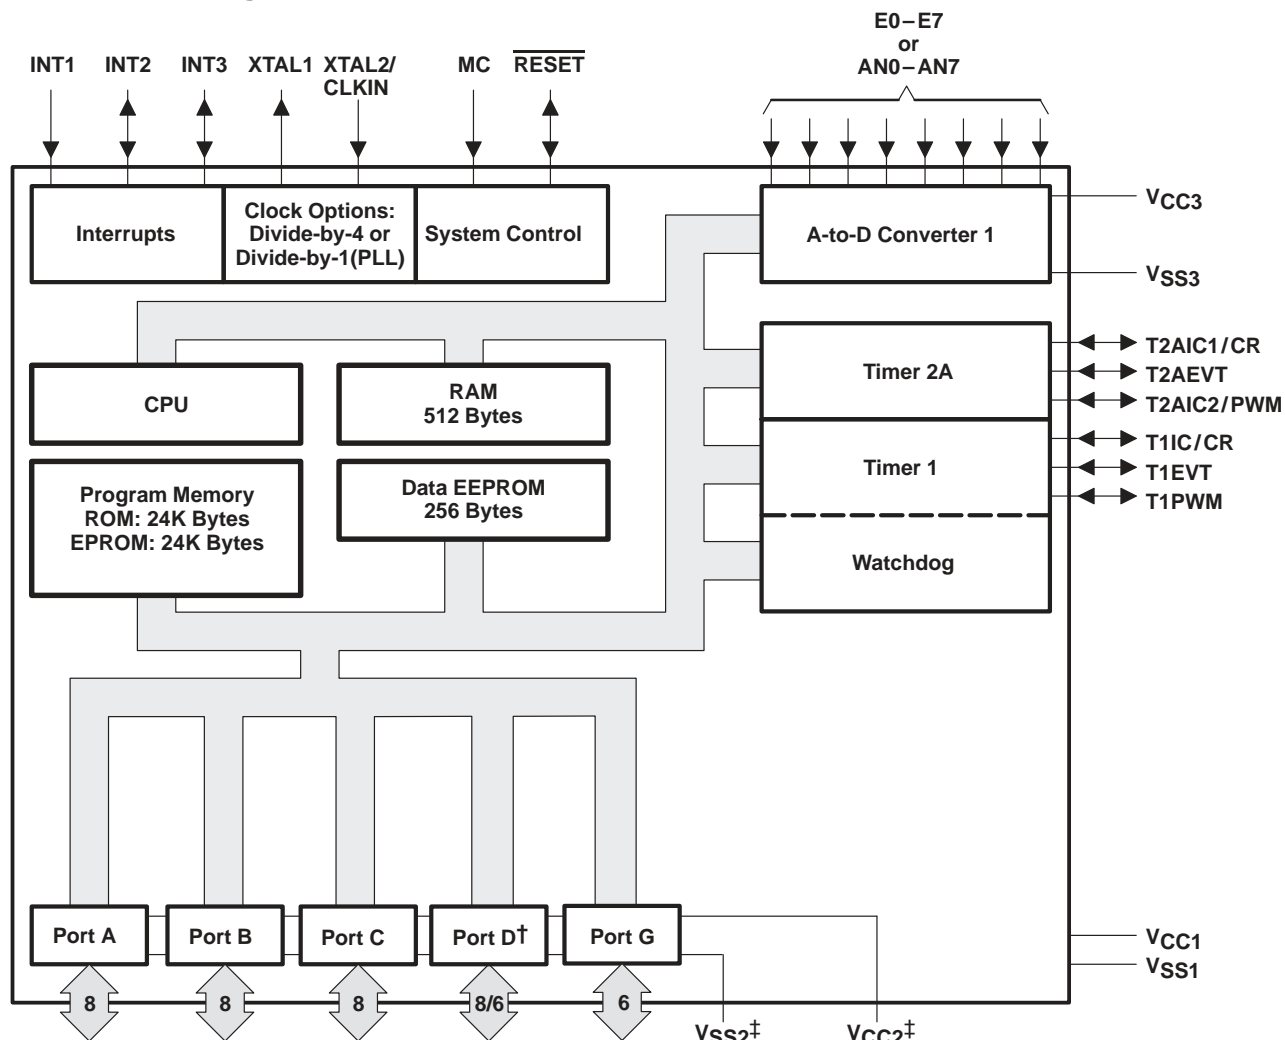 E0–E7
or
AN0–AN7
INT1 INT2 INT3 XTAL1 XTAL2/
CLKIN
MC RESET
Interrupts
Clock Options:
Divide-by-4 or
Divide-by-1(PLL)
System Control
A-to-D Converter 1
VCC3
VSS3
CPU
RAM
512 Bytes
Timer 2A
T2AIC1/CR
T2AEVT
T2AIC2/PWM
Program Memory
ROM: 24K Bytes
EPROM: 24K Bytes
Data EEPROM
256 Bytes
Timer 1
T1IC/CR
T1EVT
T1PWM
Watchdog
Port A
Port B
Port C
Port D†
Port G
VCC1
VSS1
8
8
8
8/6
6
VSS2‡
VCC2‡